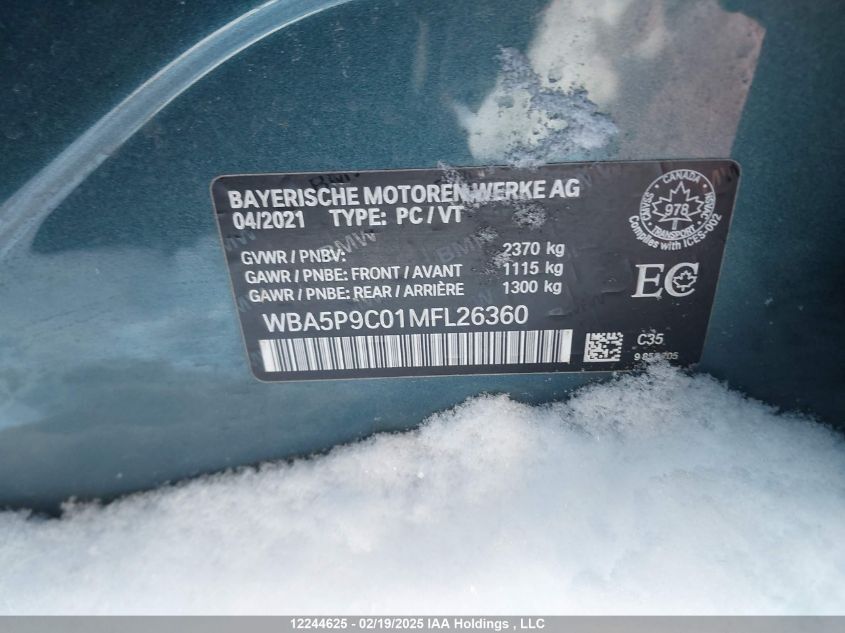 BAYERISCHE MOTOREN WERKE AG
04/2021 TYPE: PC / VT
GVWR / PNBV: 2370 kg
GAWR / PNBE: FRONT / AVANT 1115 kg
GAWR / PNBE: REAR / ARRIÈRE 1300 kg
WBA5P9C01MFL26360
CANADA
978
TRANSPORT
Complies with ICES-002
EC
C35
12244625 - 02/19/2025 IAA Holdings , LLC